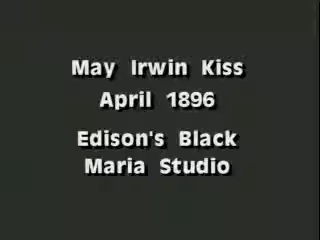 May Irwin Kiss
April 1896
Edison's Black
Maria Studio